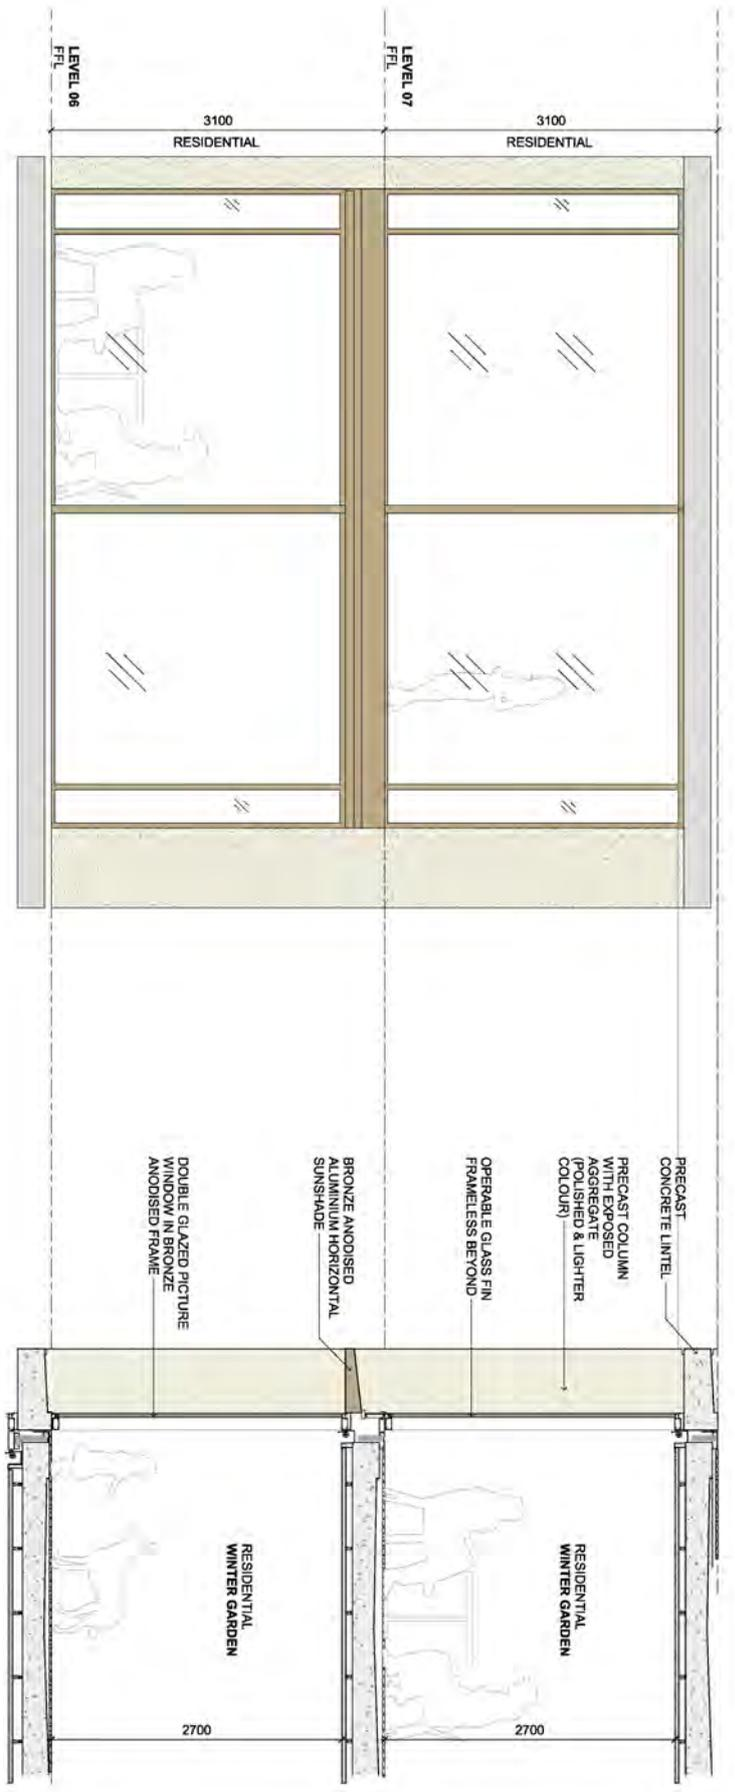 LEVEL 07
FFL
LEVEL 06
FFL
3100
RESIDENTIAL
3100
RESIDENTIAL
PRECAST
CONCRETE LINTEL
PRECAST COLUMN
WITH EXPOSED
AGGREGATE
(POLISHED & LIGHTER
COLOUR)
OPERABLE GLASS FIN
FRAMELESS BEYOND
BRONZE ANODISED
ALUMINIUM HORIZONTAL
SUNSHADE
DOUBLE GLAZED PICTURE
WINDOW IN BRONZE
ANODISED FRAME
RESIDENTIAL
WINTER GARDEN
RESIDENTIAL
WINTER GARDEN
2700
2700